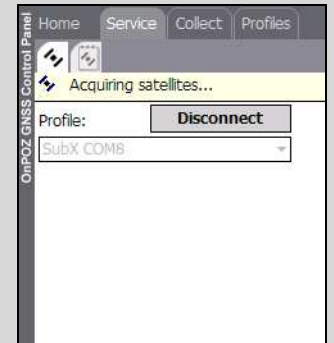 OnPOZ GNSS Control Panel
Home Service Collect Profiles
Acquiring satellites...
Profile: Disconnect
SubX COM8